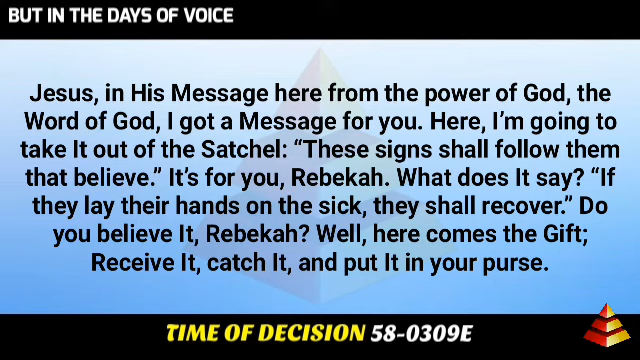 BUT IN THE DAYS OF VOICE
Jesus, in His Message here from the power of God, the
Word of God, I got a Message for you. Here, I’m going to
take It out of the Satchel: “These signs shall follow them
that believe.” It’s for you, Rebekah. What does It say? “If
they lay their hands on the sick, they shall recover.” Do
you believe It, Rebekah? Well, here comes the Gift;
Receive It, catch It, and put It in your purse.
TIME OF DECISION 58-0309E